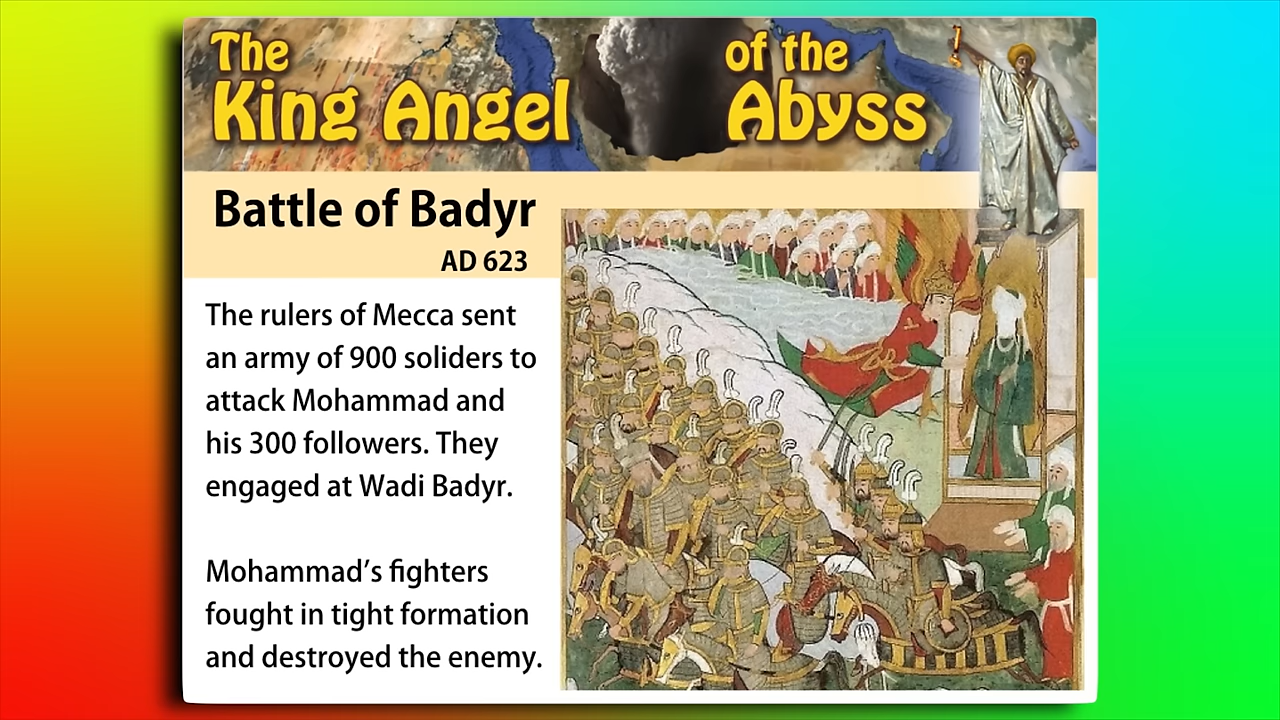 The King Angel of the Abyss
Battle of Badyr
AD 623
The rulers of Mecca sent
an army of 900 soliders to
attack Mohammad and
his 300 followers. They
engaged at Wadi Badyr.
Mohammad’s fighters
fought in tight formation
and destroyed the enemy.